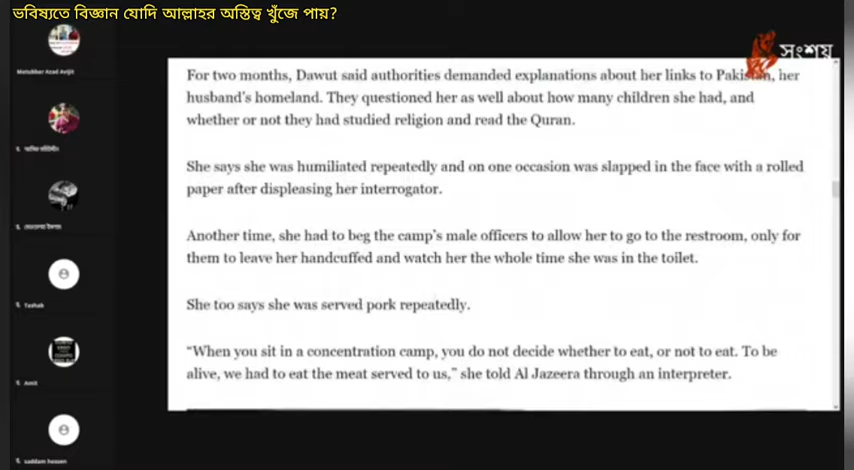 ভবিষ্যতে বিজ্ঞান যোদি আল্লাহর অস্তিত্ব খুঁজে পায়?
সংশয়
Matubbar Azad Avijit
For two months, Dawut said authorities demanded explanations about her links to Pakistan, her
husband's homeland. They questioned her as well about how many children she had, and
whether or not they had studied religion and read the Quran.
She says she was humiliated repeatedly and on one occasion was slapped in the face with a rolled
paper after displeasing her interrogator.
Another time, she had to beg the camp's male officers to allow her to go to the restroom, only for
them to leave her handcuffed and watch her the whole time she was in the toilet.
She too says she was served pork repeatedly.
“When you sit in a concentration camp, you do not decide whether to eat, or not to eat. To be
alive, we had to eat the meat served to us,” she told Al Jazeera through an interpreter.
Amit
saddam hossen